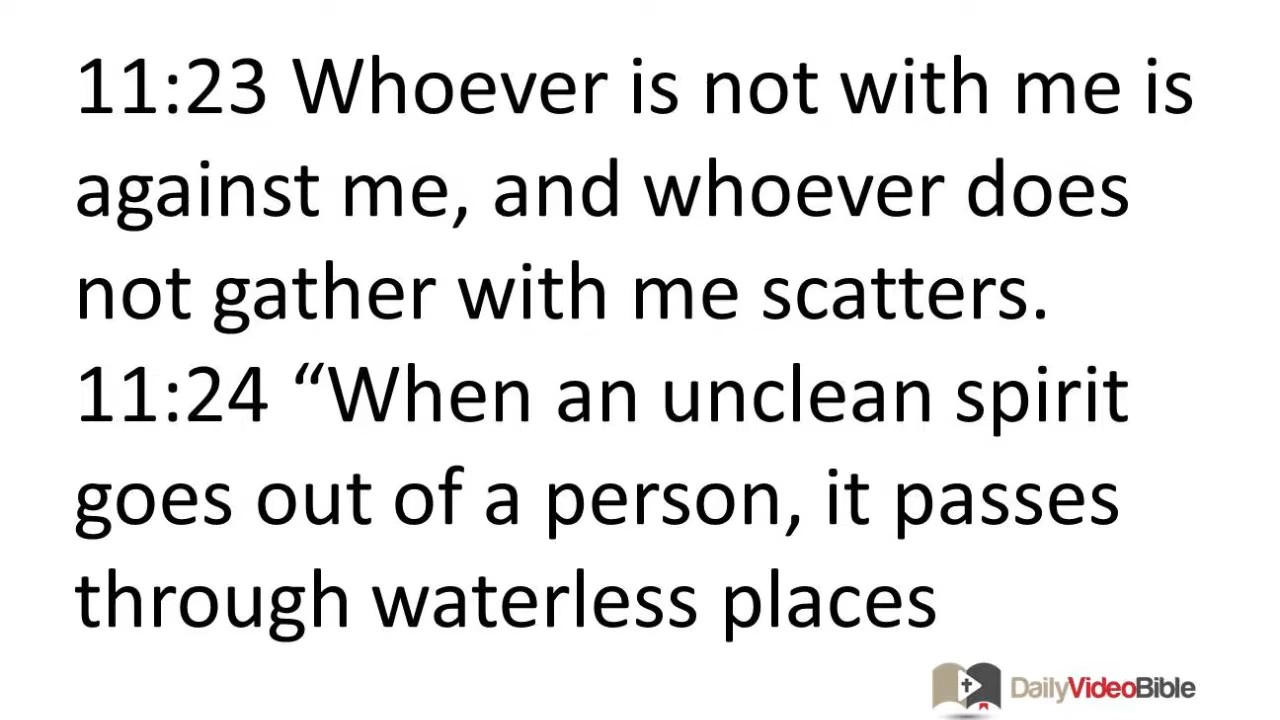 11:23 Whoever is not with me is
against me, and whoever does
not gather with me scatters.
11:24 “When an unclean spirit
goes out of a person, it passes
through waterless places
DailyVideoBible